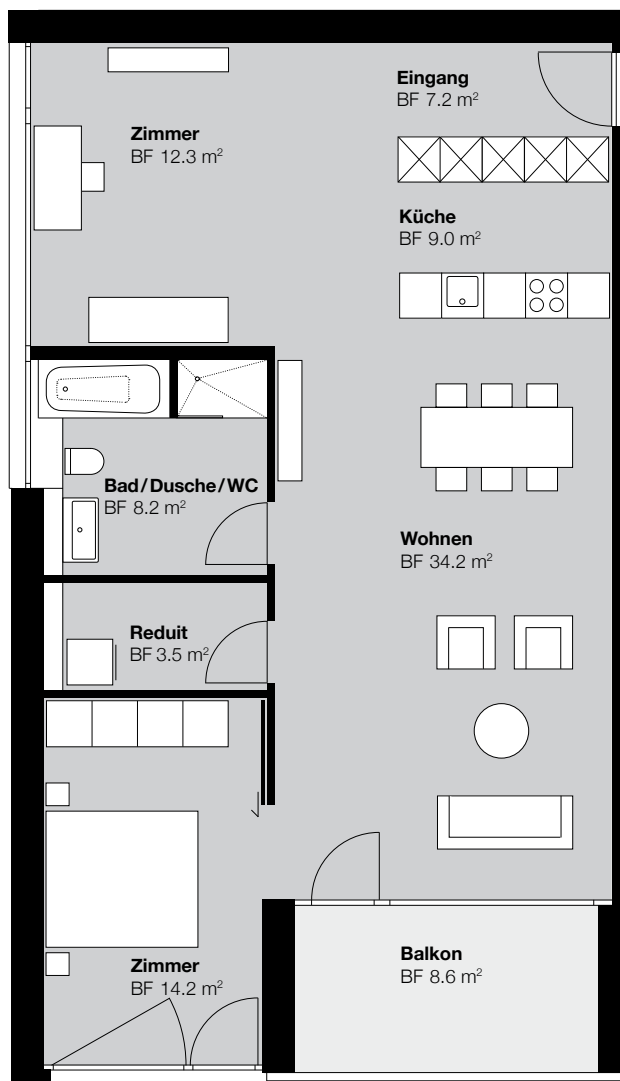 Eingang
BF 7.2 m²
Zimmer
BF 12.3 m²
Küche
BF 9.0 m²
Bad/Dusche/WC
BF 8.2 m²
Wohnen
BF 34.2 m²
Reduit
BF 3.5 m²
Zimmer
BF 14.2 m²
Balkon
BF 8.6 m²